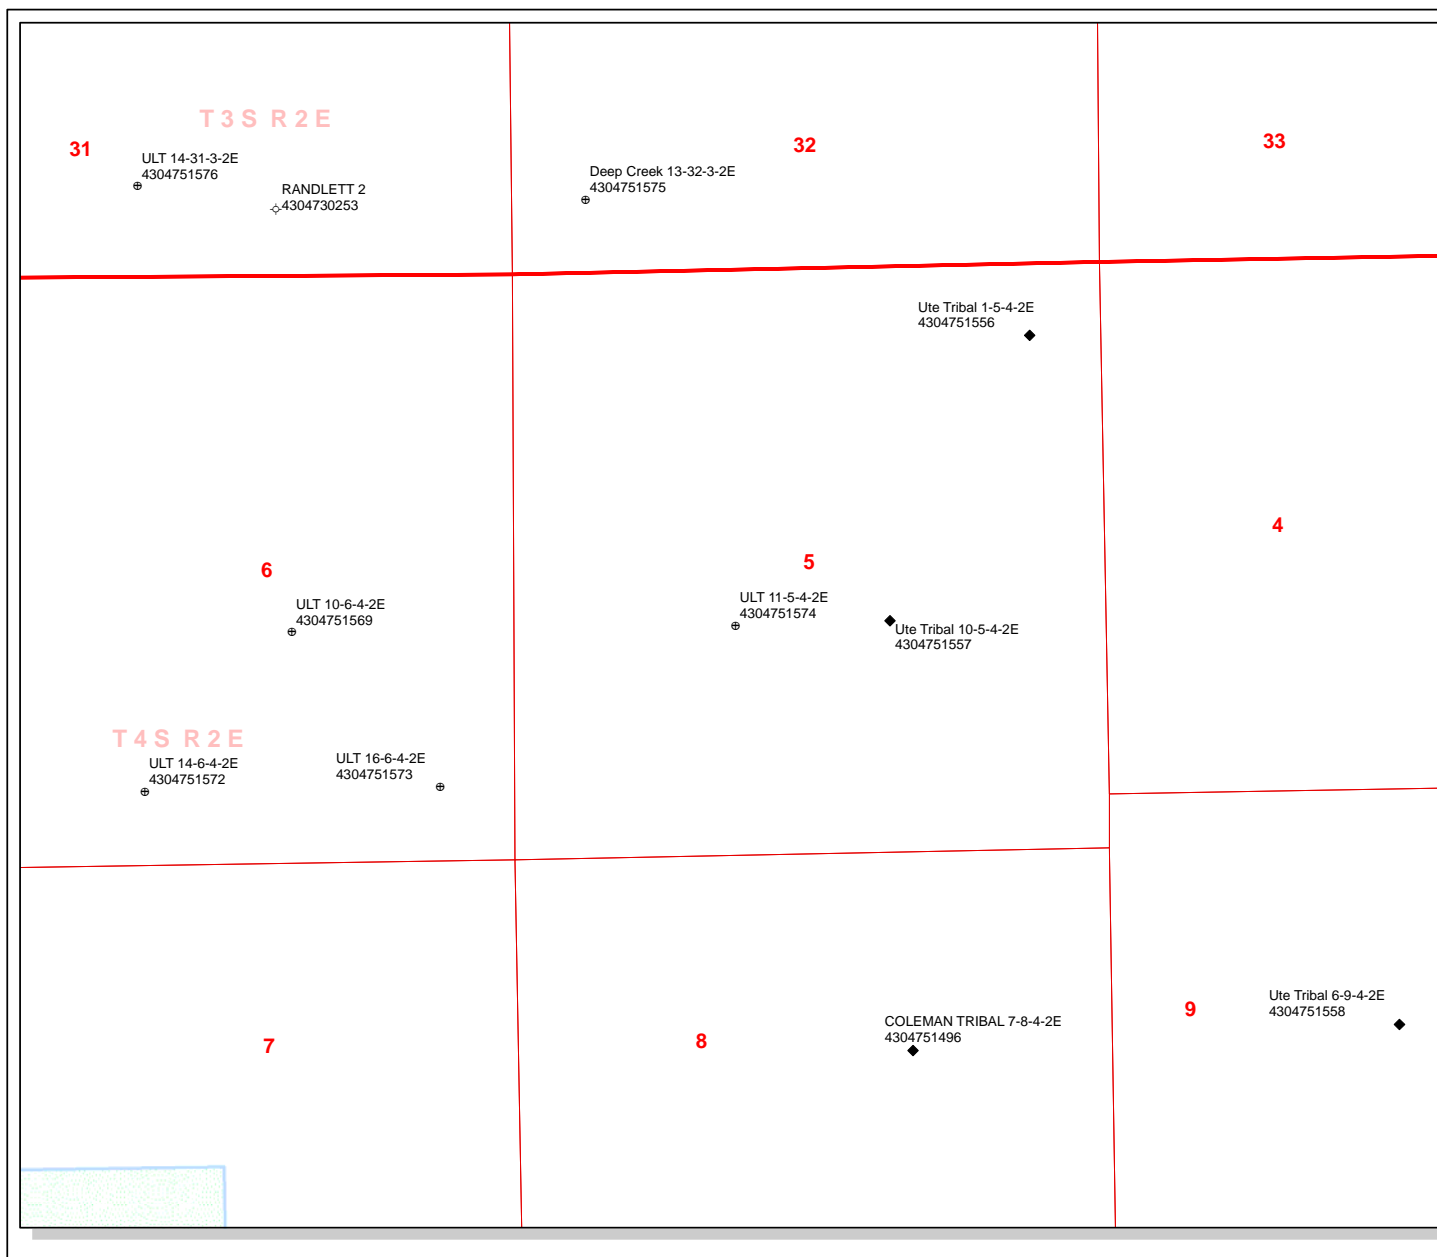 T 3 S R 2 E
31
32
33
ULT 14-31-3-2E
4304751576
RANDLETT 2
4304730253
Deep Creek 13-32-3-2E
4304751575
Ute Tribal 1-5-4-2E
4304751556
6
5
4
ULT 10-6-4-2E
4304751569
ULT 11-5-4-2E
4304751574
Ute Tribal 10-5-4-2E
4304751557
T 4 S R 2 E
ULT 14-6-4-2E
4304751572
ULT 16-6-4-2E
4304751573
7
8
9
COLEMAN TRIBAL 7-8-4-2E
4304751496
Ute Tribal 6-9-4-2E
4304751558